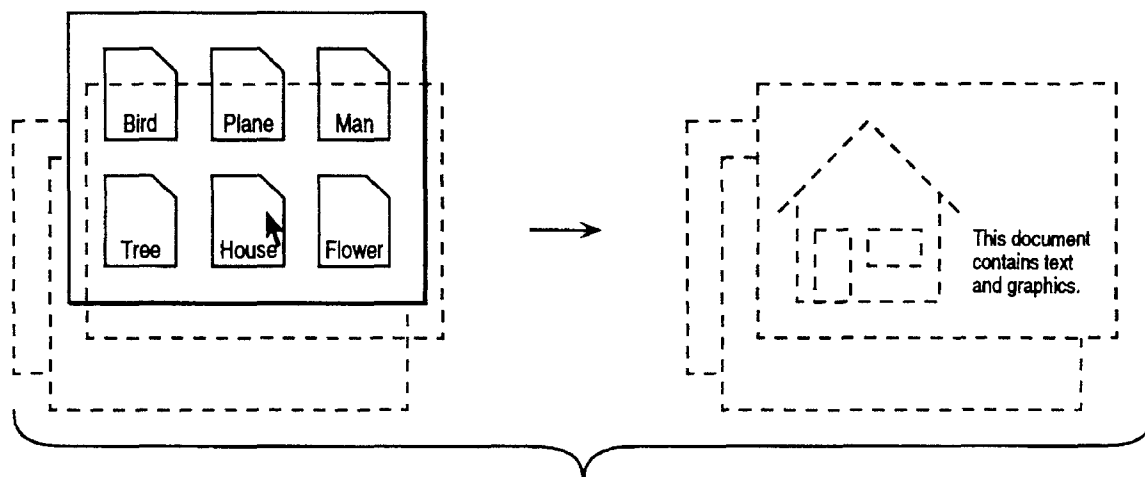 Bird
Plane
Man
Tree
House
Flower
This document
contains text
and graphics.